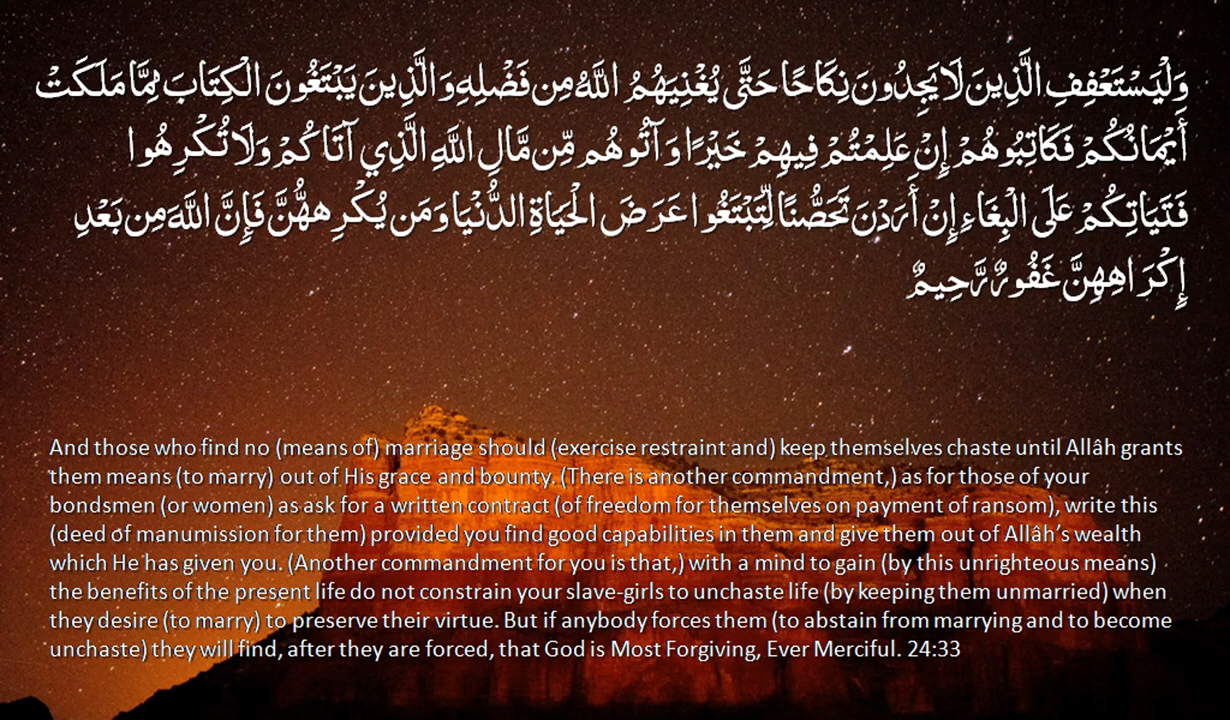 وَلْيَسْتَعْفِفِ الَّذِينَ لَا يَجِدُونَ نِكَاحًا حَتَّى يُغْنِيَهُمُ اللَّهُ مِن فَضْلِهِ وَالَّذِينَ يَبْتَغُونَ الْكِتَابَ مِمَّا مَلَكَتْ
أَيْمَانُكُمْ فَكَاتِبُوهُمْ إِنْ عَلِمْتُمْ فِيهِمْ خَيْرًا وَآتُوهُم مِّن مَّالِ اللَّهِ الَّذِي آتَاكُمْ وَلَا تُكْرِهُوا
فَتَيَاتِكُمْ عَلَى الْبِغَاءِ إِنْ أَرَدْنَ تَحَصُّنًا لِّتَبْتَغُوا عَرَضَ الْحَيَاةِ الدُّنْيَا وَمَن يُكْرِههُّنَّ فَإِنَّ اللَّهَ مِن بَعْدِ
إِكْرَاهِهِنَّ غَفُورٌ رَّحِيمٌ
And those who find no (means of) marriage should (exercise restraint and) keep themselves chaste until Allâh grants
them means (to marry) out of His grace and bounty. (There is another commandment,) as for those of your
bondsmen (or women) as ask for a written contract (of freedom for themselves on payment of ransom), write this
(deed of manumission for them) provided you find good capabilities in them and give them out of Allâh’s wealth
which He has given you. (Another commandment for you is that,) with a mind to gain (by this unrighteous means)
the benefits of the present life do not constrain your slave-girls to unchaste life (by keeping them unmarried) when
they desire (to marry) to preserve their virtue. But if anybody forces them (to abstain from marrying and to become
unchaste) they will find, after they are forced, that God is Most Forgiving, Ever Merciful. 24:33